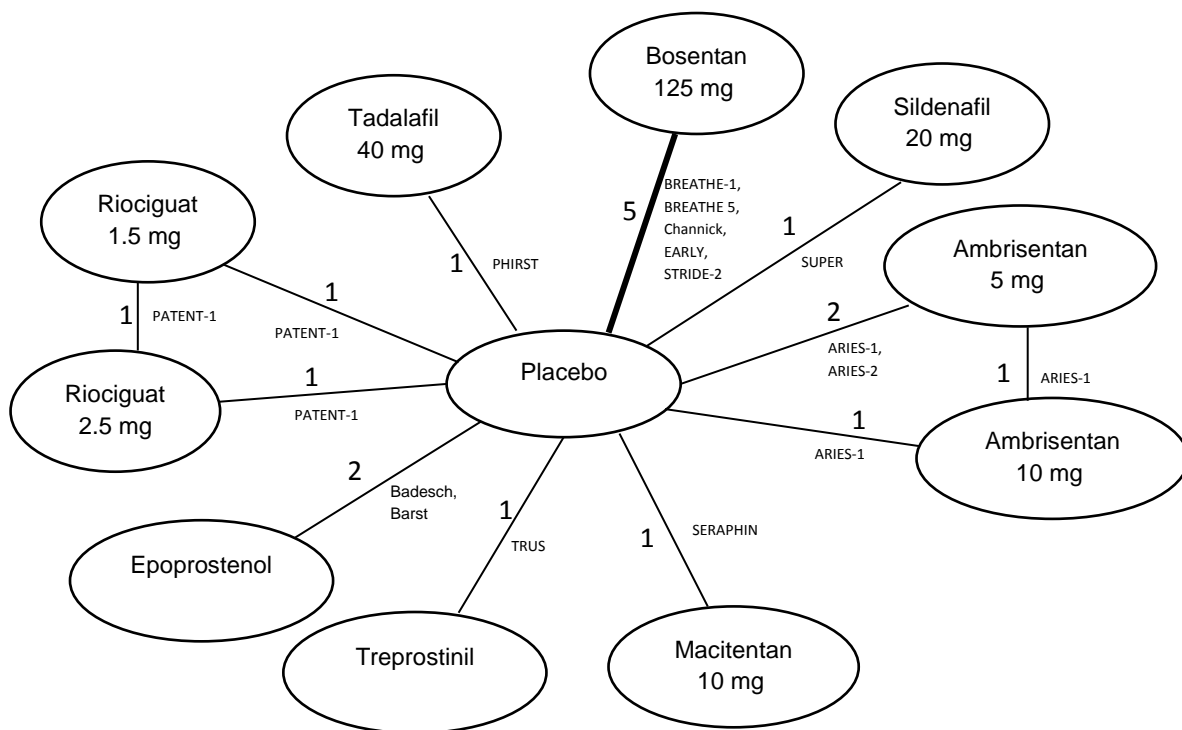 Bosentan
125 mg
Tadalafil
40 mg
Sildenafil
20 mg
Riociguat
1.5 mg
BREATHE-1,
BREATHE 5,
Channick,
EARLY,
STRIDE-2
5
1
SUPER
Ambrisentan
5 mg
1
PHIRST
1
PATENT-1
1
PATENT-1
2
ARIES-1,
ARIES-2
Placebo
1
ARIES-1
Riociguat
2.5 mg
1
PATENT-1
1
ARIES-1
Ambrisentan
10 mg
2
Badesch,
Barst
1
TRUS
1
SERAPHIN
Epoprostenol
Treprostinil
Macitentan
10 mg